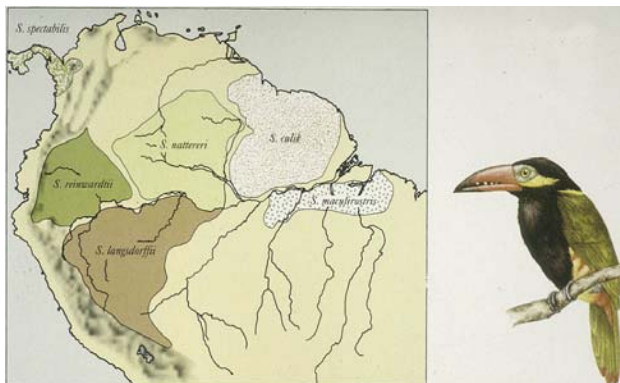 S. spectabilis
S. nattereri
S. culik
S. reinwardtii
S. maculirostris
S. langsdorffii